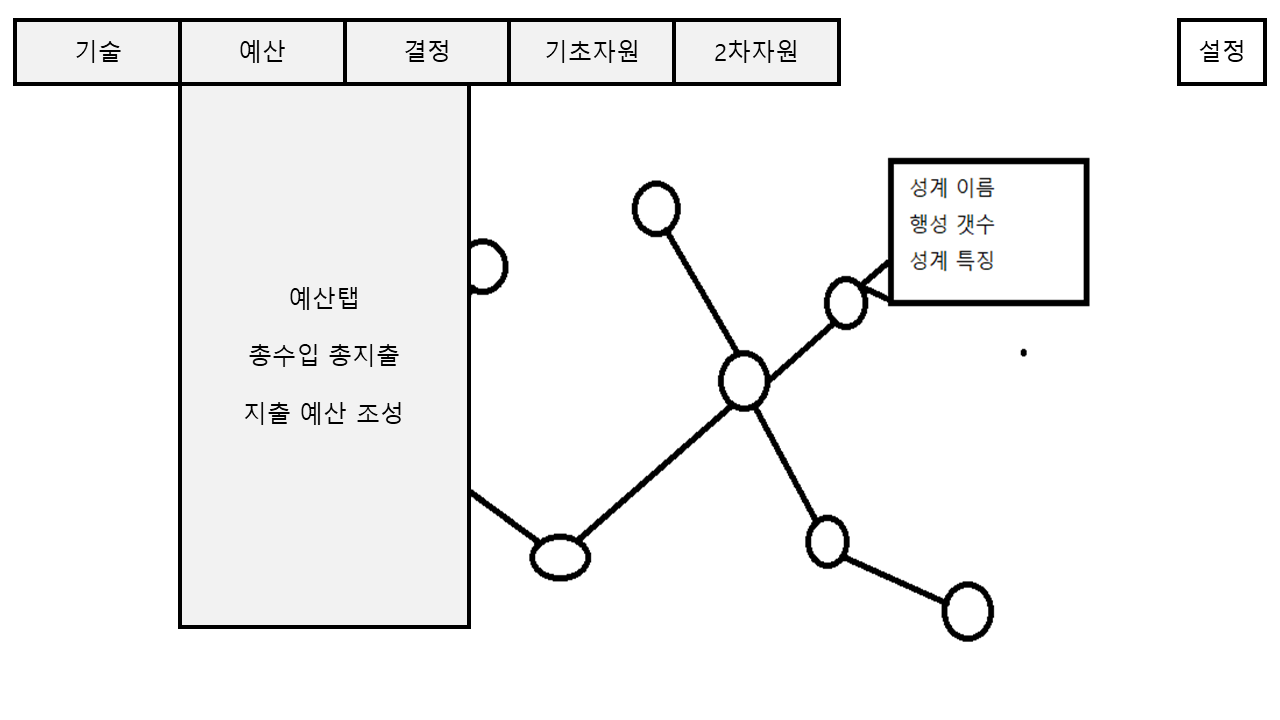 기술 예산 결정 기초자원 2차자원 설정
성계 이름
행성 갯수
성계 특징
예산탭
총수입 총지출
지출 예산 조성